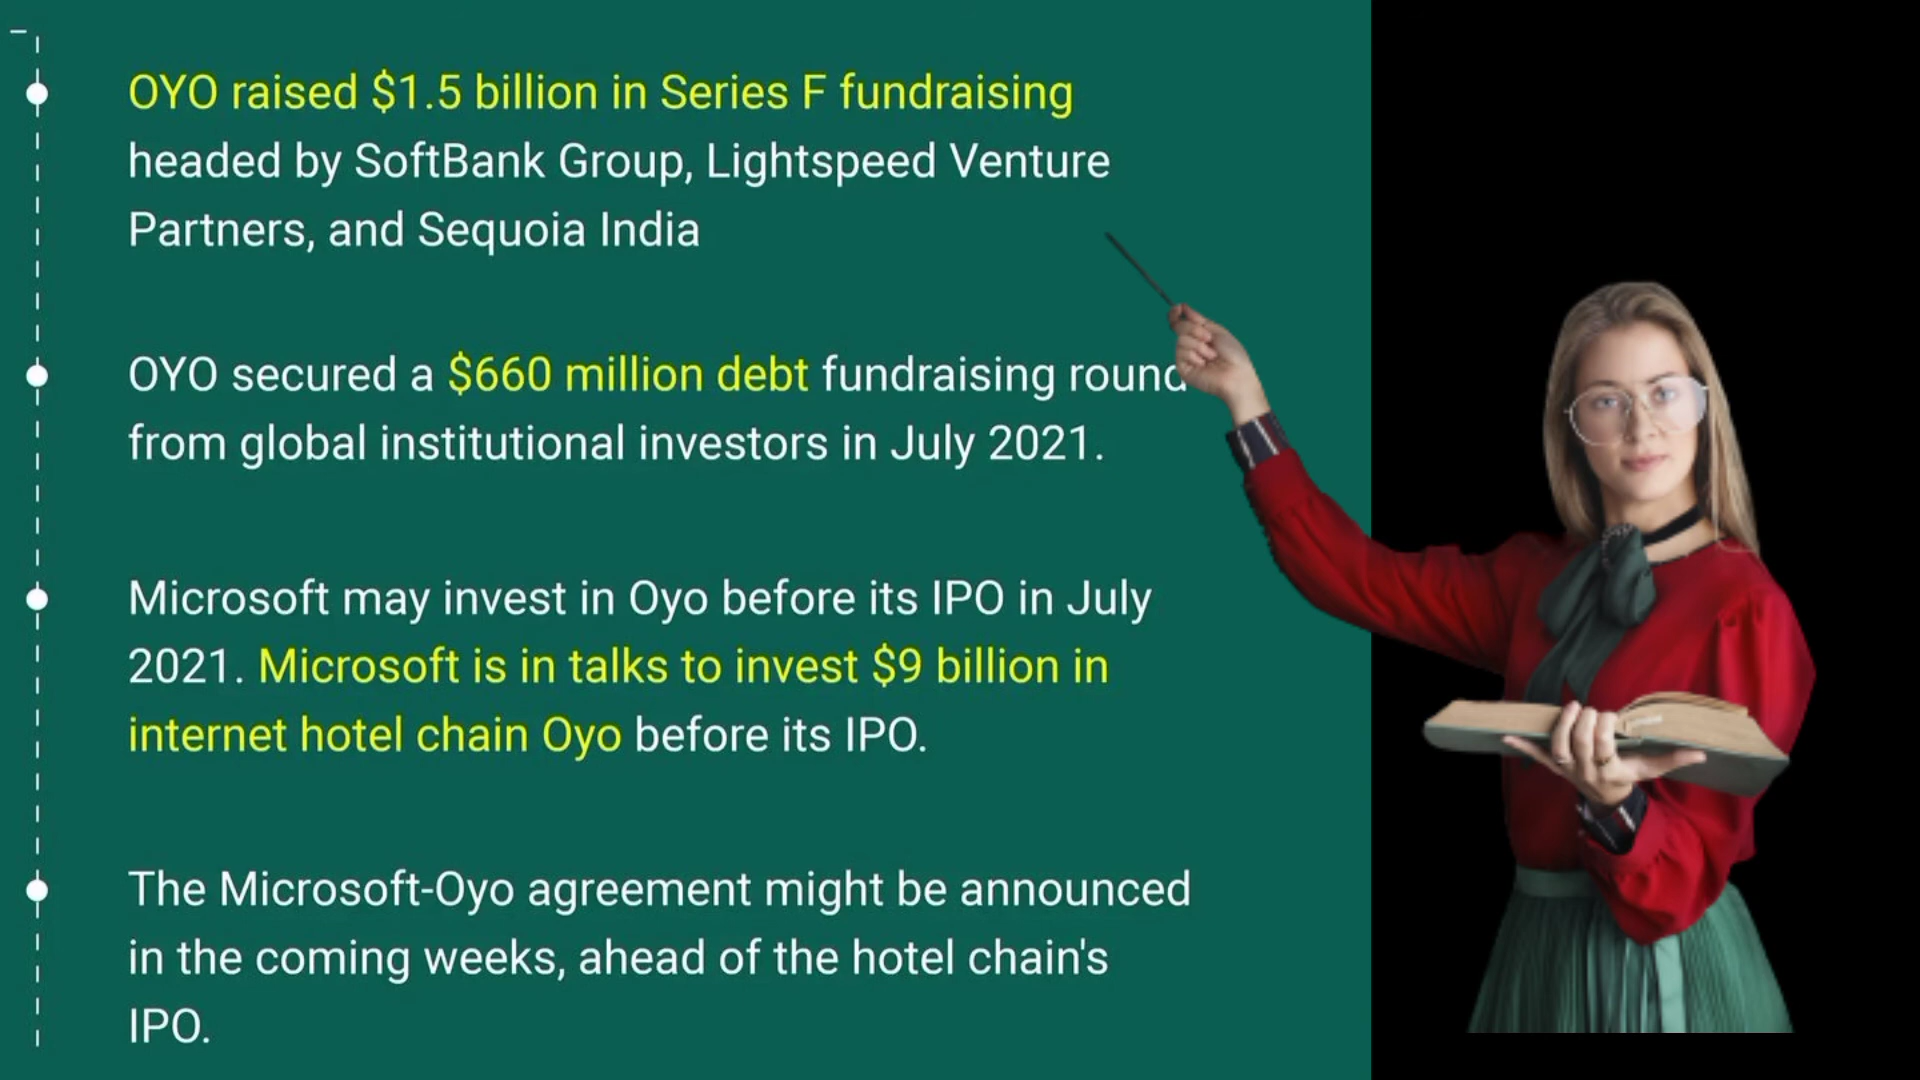 OYO raised $1.5 billion in Series F fundraising
headed by SoftBank Group, Lightspeed Venture
Partners, and Sequoia India
OYO secured a $660 million debt fundraising round
from global institutional investors in July 2021.
Microsoft may invest in Oyo before its IPO in July
2021. Microsoft is in talks to invest $9 billion in
internet hotel chain Oyo before its IPO.
The Microsoft-Oyo agreement might be announced
in the coming weeks, ahead of the hotel chain's
IPO.